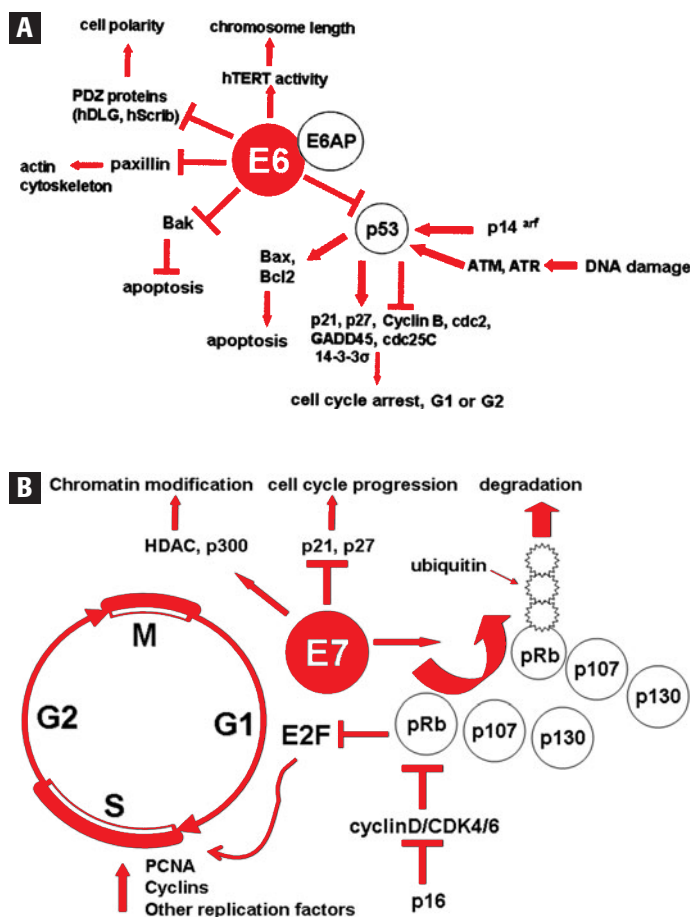 A
cell polarity
chromosome length
hTERT activity
PDZ proteins
(hDLG, hScrib)
E6
E6AP
actin
cytoskeleton
paxillin
Bak
apoptosis
p53
p14 arf
ATM, ATR
DNA damage
Bax,
Bcl2
apoptosis
p21, p27, Cyclin B, cdc2,
GADD45, cdc25C
14-3-3σ
cell cycle arrest, G1 or G2
B
Chromatin modification
cell cycle progression
degradation
HDAC, p300
p21, p27
ubiquitin
M
E7
pRb
p107
p130
G2
G1
E2F
pRb
p107
p130
S
cyclinD/CDK4/6
PCNA
Cyclins
Other replication factors
p16